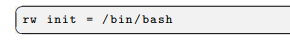 rw init = /bin/bash